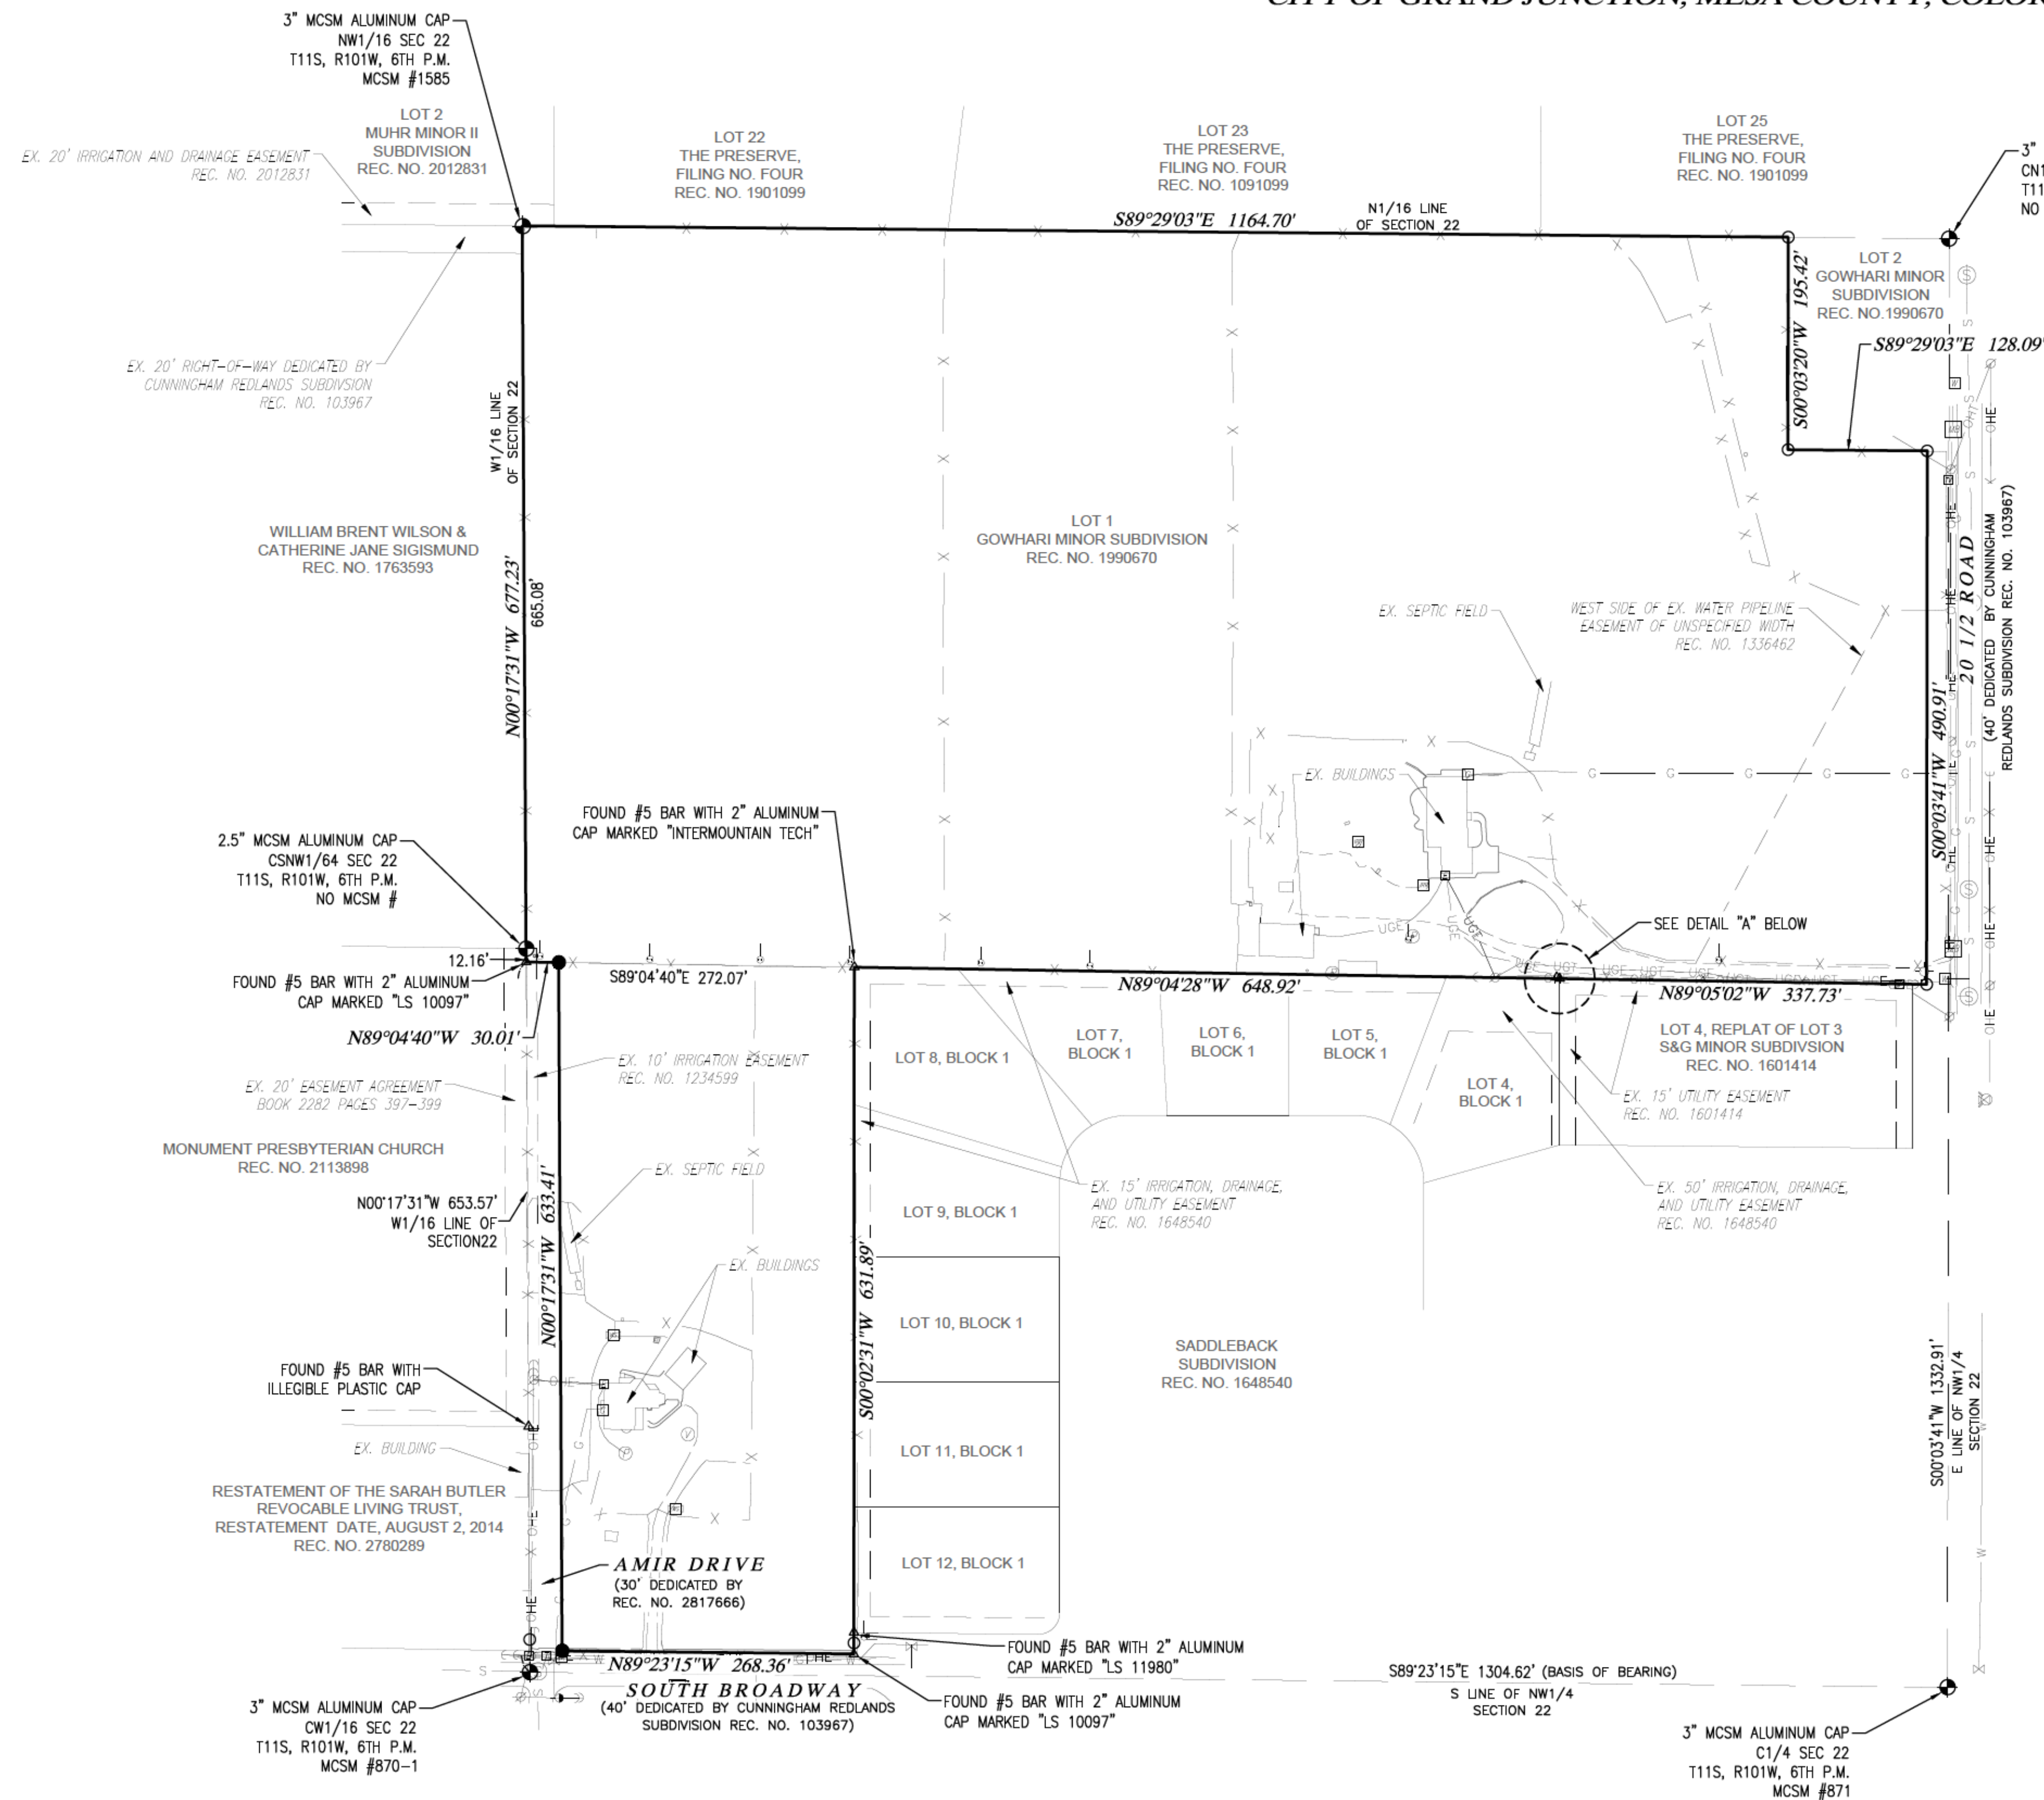 CITY OF GRAND JUNCTION, MESA COUNTY,
3" MCSM ALUMINUM CAP
NW1/16 SEC 22
T11S, R101W, 6TH P.M.
MCSM #1585
LOT 2
MUHR MINOR II
SUBDIVISION
REC. NO. 2012831
EX. 20' IRRIGATION AND DRAINAGE EASEMENT
REC. NO. 2012831
LOT 22
THE PRESERVE,
FILING NO. FOUR
REC. NO. 1901099
LOT 23
THE PRESERVE,
FILING NO. FOUR
REC. NO. 1091099
LOT 25
THE PRESERVE,
FILING NO. FOUR
REC. NO. 1901099
3"
CN1
T11
NO
S89°29'03"E 1164.70'
N1/16 LINE
OF SECTION 22
LOT 2
GOWHARI MINOR
SUBDIVISION
REC. NO.1990670
S00°03'20"W 195.42'
S89°29'03"E 128.09'
EX. 20' RIGHT-OF-WAY DEDICATED BY
CUNNINGHAM REDLANDS SUBDIVSION
REC. NO. 103967
W1/16 LINE
OF SECTION 22
WILLIAM BRENT WILSON &
CATHERINE JANE SIGISMUND
REC. NO. 1763593
N00°17'31"W 677.23'
665.08'
LOT 1
GOWHARI MINOR SUBDIVISION
REC. NO. 1990670
EX. SEPTIC FIELD
WEST SIDE OF EX. WATER PIPELINE
EASEMENT OF UNSPECIFIED WIDTH
REC. NO. 1336462
20 1/2 ROAD
(40' DEDICATED BY CUNNINGHAM
REDLANDS SUBDIVISION REC. NO. 103967)
S00°03'41"W 490.91'
EX. BUILDINGS
G G G G G
FOUND #5 BAR WITH 2" ALUMINUM
CAP MARKED "INTERMOUNTAIN TECH"
2.5" MCSM ALUMINUM CAP
CSNW1/64 SEC 22
T11S, R101W, 6TH P.M.
NO MCSM #
SEE DETAIL "A" BELOW
12.16'
FOUND #5 BAR WITH 2" ALUMINUM
CAP MARKED "LS 10097"
S89°04'40"E 272.07'
N89°04'28"W 648.92'
N89°05'02"W 337.73'
N89°04'40"W 30.01'
LOT 8, BLOCK 1
LOT 7,
BLOCK 1
LOT 6,
BLOCK 1
LOT 5,
BLOCK 1
LOT 4,
BLOCK 1
LOT 4, REPLAT OF LOT 3
S&G MINOR SUBDIVSION
REC. NO. 1601414
EX. 10' IRRIGATION EASEMENT
REC. NO. 1234599
EX. 20' EASEMENT AGREEMENT
BOOK 2282 PAGES 397-399
EX. 15' UTILITY EASEMENT
REC. NO. 1601414
MONUMENT PRESBYTERIAN CHURCH
REC. NO. 2113898
EX. SEPTIC FIELD
EX. 15' IRRIGATION, DRAINAGE,
AND UTILITY EASEMENT
REC. NO. 1648540
EX. 50' IRRIGATION, DRAINAGE,
AND UTILITY EASEMENT
REC. NO. 1648540
N00°17'31"W 653.57'
W1/16 LINE OF
SECTION22
N00°17'31"W 633.41'
LOT 9, BLOCK 1
EX. BUILDINGS
S00°02'31"W 631.89'
LOT 10, BLOCK 1
SADDLEBACK
SUBDIVISION
REC. NO. 1648540
FOUND #5 BAR WITH
ILLEGIBLE PLASTIC CAP
EX. BUILDING
LOT 11, BLOCK 1
S00°03'41"W 1332.91'
E LINE OF NW1/4
SECTION 22
RESTATEMENT OF THE SARAH BUTLER
REVOCABLE LIVING TRUST,
RESTATEMENT DATE, AUGUST 2, 2014
REC. NO. 2780289
AMIR DRIVE
(30' DEDICATED BY
REC. NO. 2817666)
LOT 12, BLOCK 1
FOUND #5 BAR WITH 2" ALUMINUM
CAP MARKED "LS 11980"
N89°23'15"W 268.36'
SOUTH BROADWAY
(40' DEDICATED BY CUNNINGHAM REDLANDS
SUBDIVISION REC. NO. 103967)
FOUND #5 BAR WITH 2" ALUMINUM
CAP MARKED "LS 10097"
S89°23'15"E 1304.62' (BASIS OF BEARING)
S LINE OF NW1/4
SECTION 22
3" MCSM ALUMINUM CAP
CW1/16 SEC 22
T11S, R101W, 6TH P.M.
MCSM #870-1
3" MCSM ALUMINUM CAP
C1/4 SEC 22
T11S, R101W, 6TH P.M.
MCSM #871